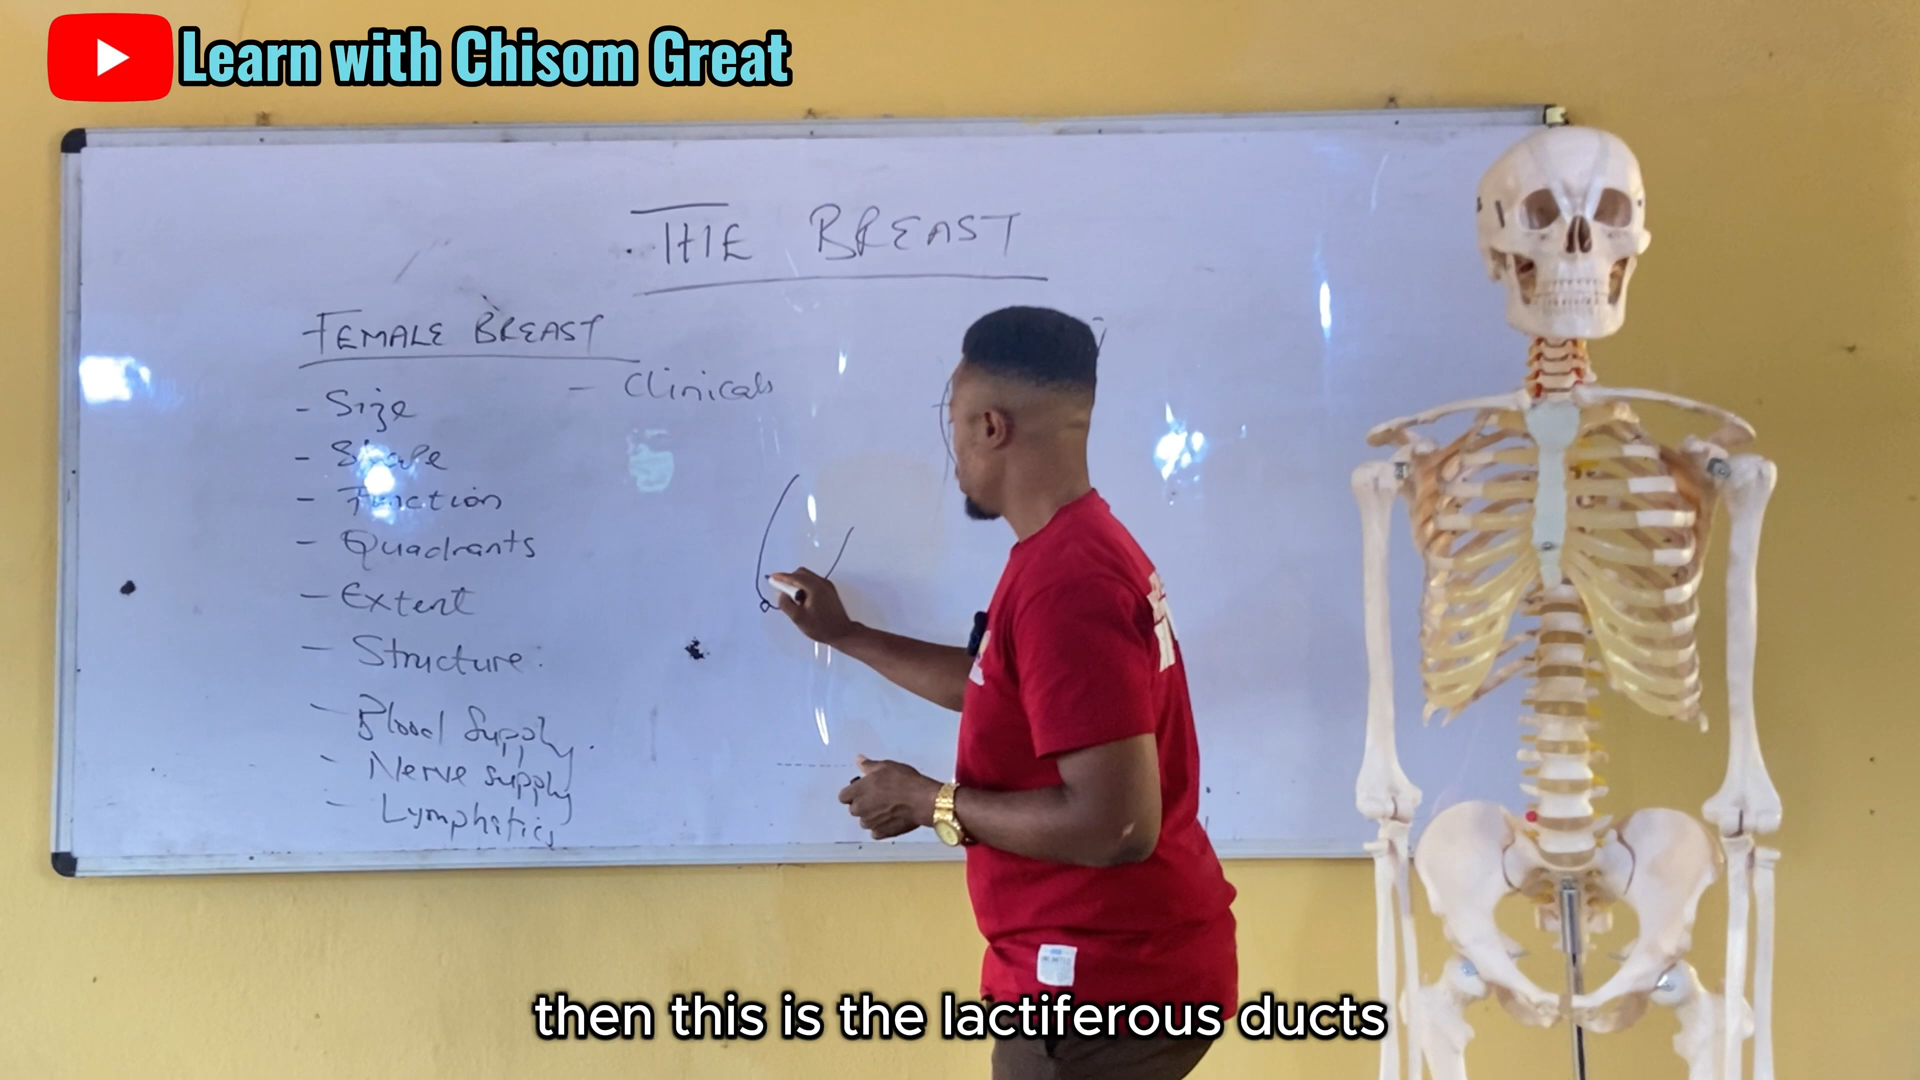 Learn with Chisom Great
THE BREAST
FEMALE BREAST
- Size
- Clinicals
- Shape
- Function
- Quadrants
- Extent
- Structure.
- Blood Supply.
- Nerve supply
- Lymphatics
then this is the lactiferous ducts